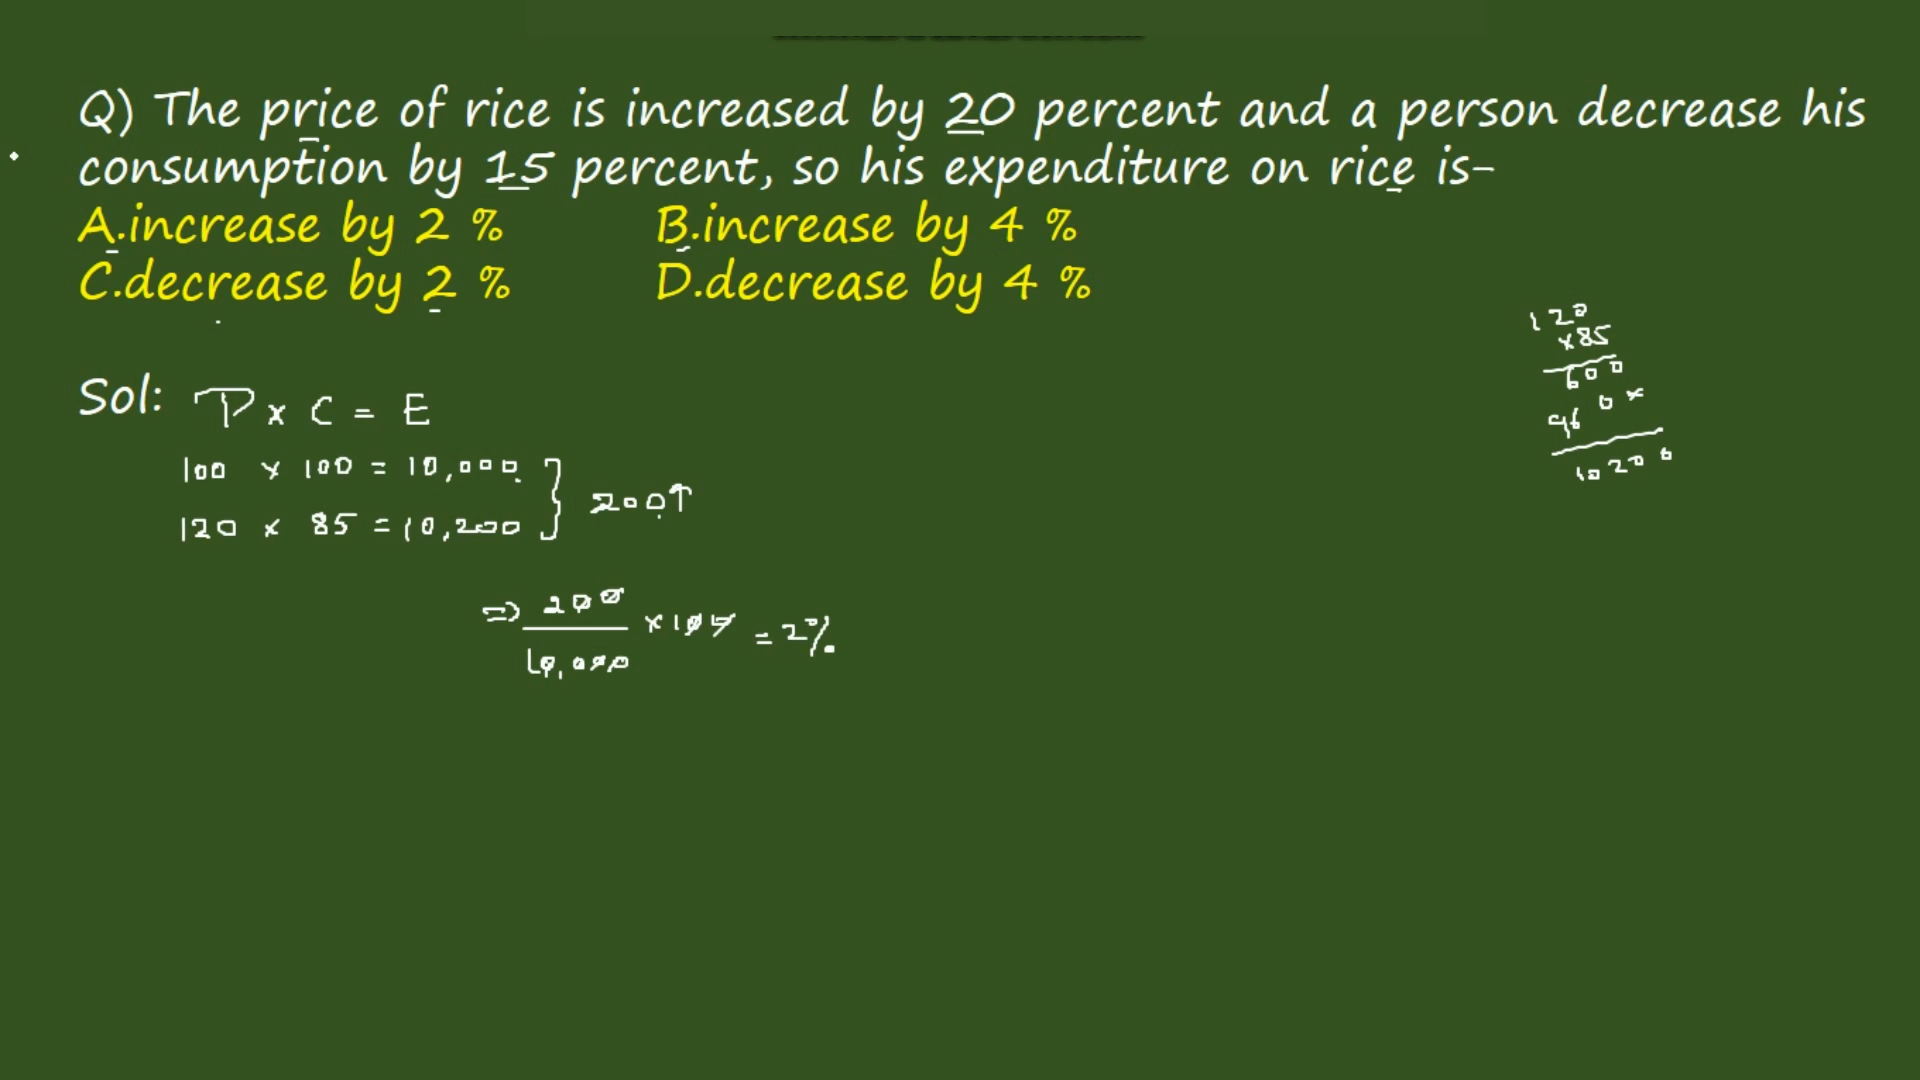 Q) The price of rice is increased by 20 percent and a person decrease his
consumption by 15 percent, so his expenditure on rice is-
A.increase by 2 % B.increase by 4 %
C.decrease by 2 % D.decrease by 4 %
Sol: P x C = E
100 x 100 = 10,000
120 x 85 = 10,200
200↑
⇒ 200
10,000
x 100 = 2%
120
x85
600
960x
10200